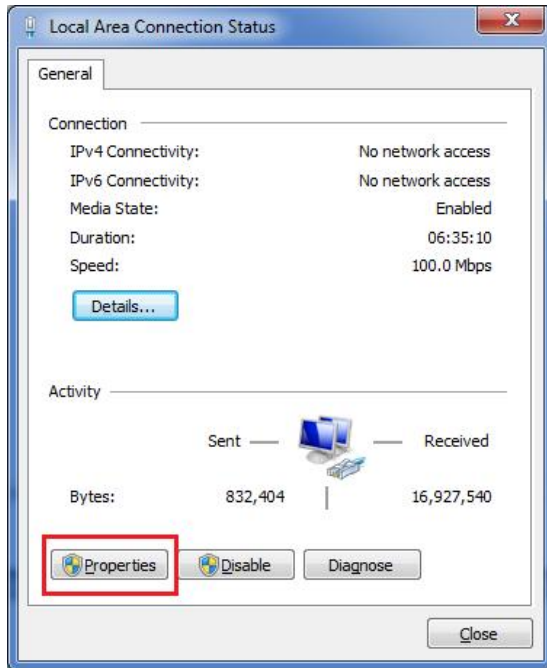 Local Area Connection Status
General
Connection
IPv4 Connectivity: No network access
IPv6 Connectivity: No network access
Media State: Enabled
Duration: 06:35:10
Speed: 100.0 Mbps
Details...
Activity
Sent Received
Bytes: 832,404 16,927,540
Properties Disable Diagnose
Close